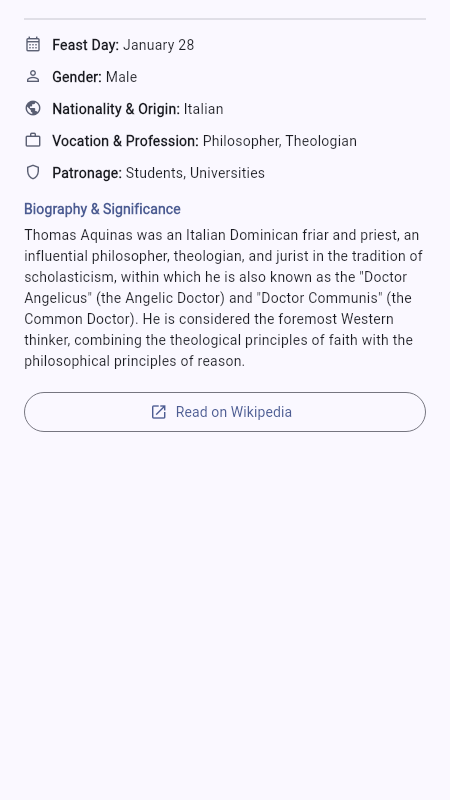 Feast Day: January 28
Gender: Male
Nationality & Origin: Italian
Vocation & Profession: Philosopher, Theologian
Patronage: Students, Universities
Biography & Significance
Thomas Aquinas was an Italian Dominican friar and priest, an
influential philosopher, theologian, and jurist in the tradition of
scholasticism, within which he is also known as the "Doctor
Angelicus" (the Angelic Doctor) and "Doctor Communis" (the
Common Doctor). He is considered the foremost Western
thinker, combining the theological principles of faith with the
philosophical principles of reason.
Read on Wikipedia